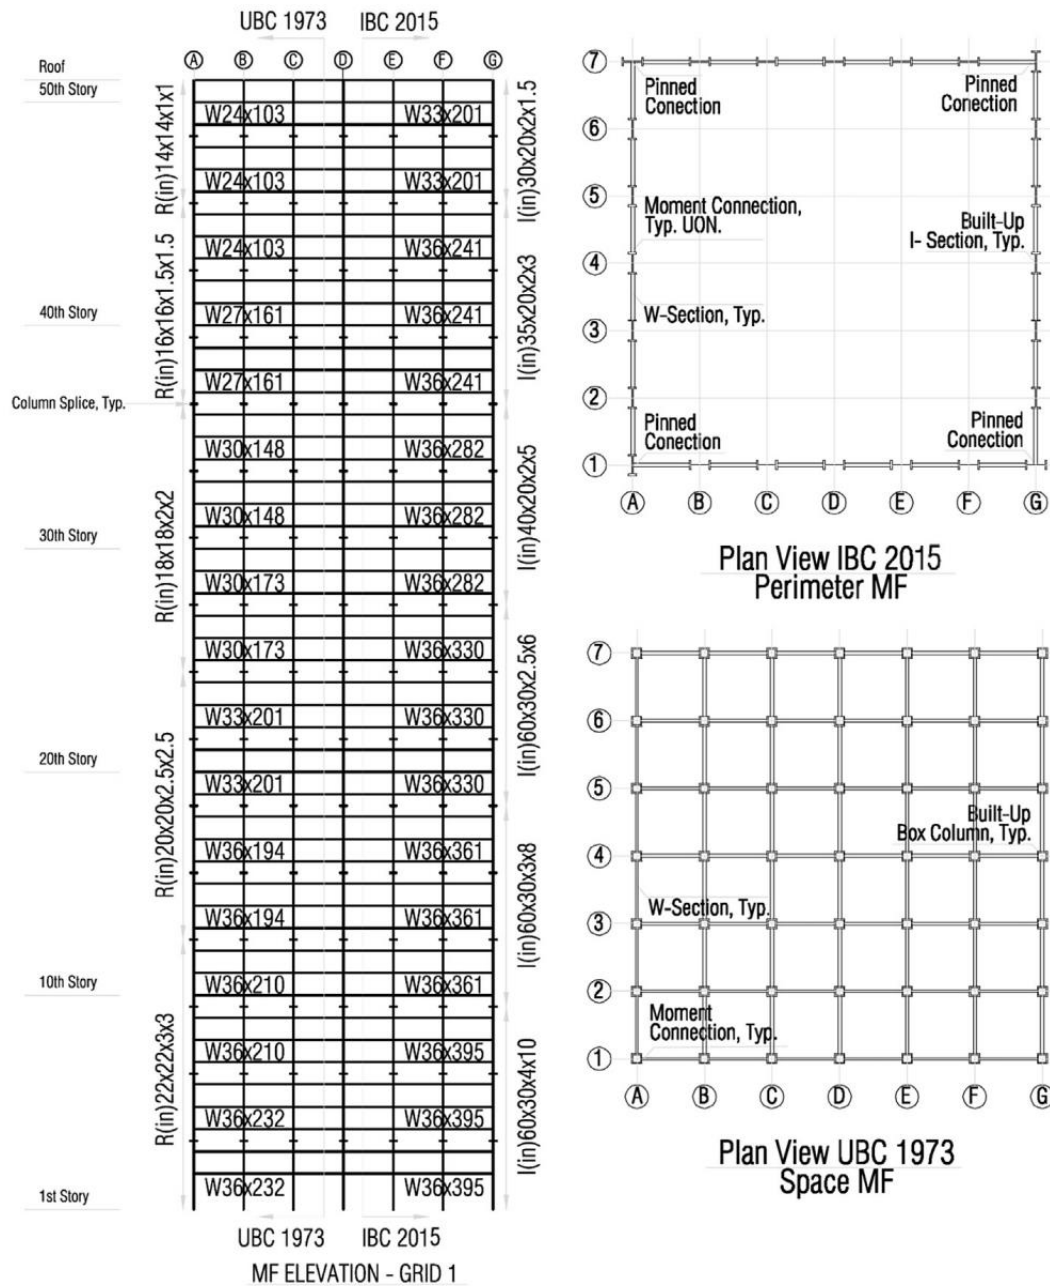 UBC 1973 IBC 2015
A B C D E F G
Roof
50th Story
W24x103 W33x201
W24x103 W33x201
W24x103 W36x241
40th Story
W27x161 W36x241
W27x161 W36x241
Column Splice, Typ.
W30x148 W36x282
W30x148 W36x282
30th Story
W30x173 W36x282
W30x173 W36x330
W33x201 W36x330
20th Story
W33x201 W36x330
W36x194 W36x361
W36x194 W36x361
10th Story
W36x210 W36x361
W36x210 W36x395
W36x232 W36x395
1st Story
W36x232 W36x395
R(in)14x14x1x1
R(in)16x16x1.5x1.5
R(in)18x18x2x2
R(in)20x20x2.5x2.5
R(in)22x22x3x3
I(in)30x20x2x1.5
I(in)35x20x2x3
I(in)40x20x2x5
I(in)60x30x2.5x6
I(in)60x30x3x8
I(in)60x30x4x10
UBC 1973 IBC 2015
MF ELEVATION - GRID 1
7
Pinned
Conection
Pinned
Conection
6
5
Moment Connection,
Typ. UON.
Built-Up
I- Section, Typ.
4
W-Section, Typ.
3
2
Pinned
Conection
Pinned
Conection
1
A B C D E F G
Plan View IBC 2015
Perimeter MF
7
6
5
Built-Up
Box Column, Typ.
4
W-Section, Typ.
3
2
Moment
Connection, Typ.
1
A B C D E F G
Plan View UBC 1973
Space MF